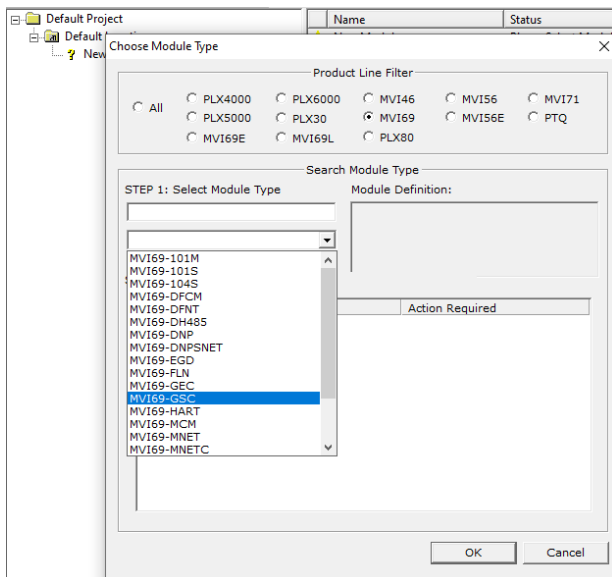 Default Project
Name Status
Default
New
Choose Module Type
Product Line Filter
All
PLX4000 PLX6000 MVI46 MVI56 MVI71
PLX5000 PLX30 MVI69 MVI56E PTQ
MVI69E MVI69L PLX80
Search Module Type
STEP 1: Select Module Type Module Definition:
MVI69-101M
MVI69-101S
MVI69-104S
MVI69-DFCM
MVI69-DFNT
Action Required
MVI69-DH485
MVI69-DNP
MVI69-DNPSNET
MVI69-EGD
MVI69-FLN
MVI69-GEC
MVI69-GSC
MVI69-HART
MVI69-MCM
MVI69-MNET
MVI69-MNETC
OK Cancel